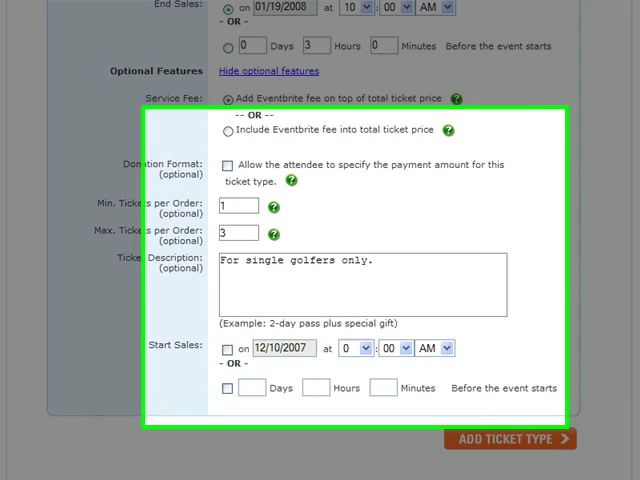 End Sales: on 01/19/2008 at 10 : 00 AM
- OR -
0 Days 3 Hours 0 Minutes Before the event starts
Optional Features Hide optional features
Service Fee: Add Eventbrite fee on top of total ticket price ?
-- OR --
Include Eventbrite fee into total ticket price ?
Donation Format: Allow the attendee to specify the payment amount for this
(optional) ticket type. ?
Min. Tickets per Order: 1 ?
(optional)
Max. Tickets per Order: 3 ?
(optional)
Ticket Description: For single golfers only.
(optional)
(Example: 2-day pass plus special gift)
Start Sales: on 12/10/2007 at 0 : 00 AM
- OR -
Days Hours Minutes Before the event starts
ADD TICKET TYPE